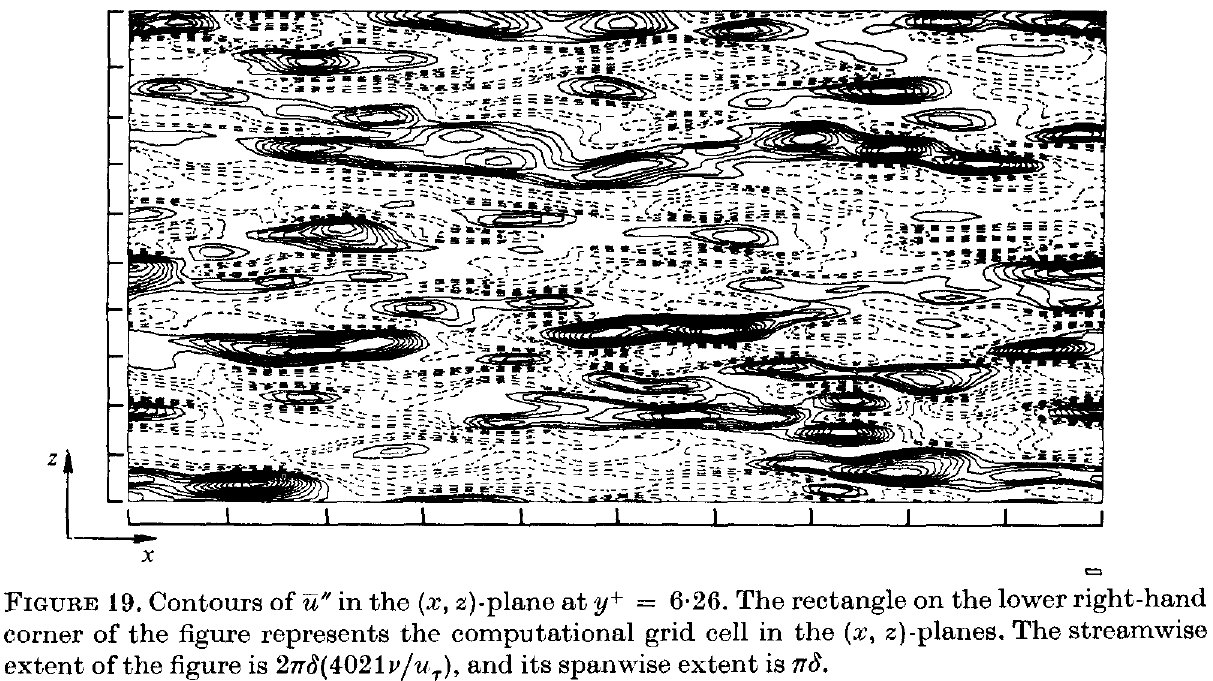 z
x
FIGURE 19. Contours of ū″ in the (x, z)-plane at y⁺ = 6·26. The rectangle on the lower right-hand
corner of the figure represents the computational grid cell in the (x, z)-planes. The streamwise
extent of the figure is 2πδ(4021ν/u_τ), and its spanwise extent is πδ.